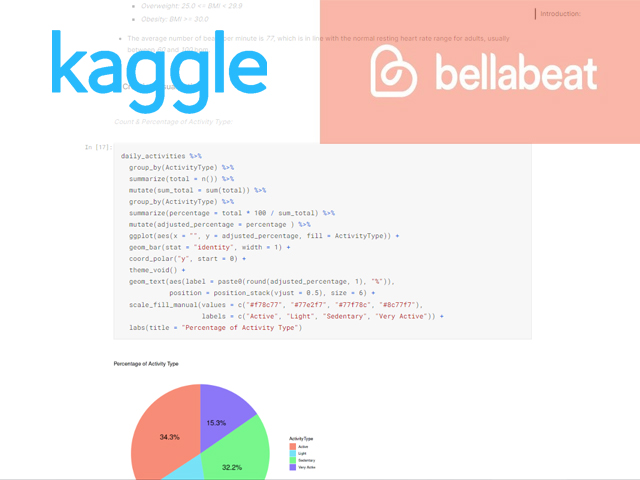 Overweight: 25.0 <= BMI < 29.9
Obesity: BMI >= 30.0
Introduction:
The average number of beats per minute is 77, which is in line with the normal resting heart rate range for adults, usually
between 60 and 100 bpm.
kaggle
bellabeat
Count & Percentage of Activity Type
In [17]:
daily_activities %>%
group_by(ActivityType) %>%
summarize(total = n()) %>%
mutate(sum_total = sum(total)) %>%
group_by(ActivityType) %>%
summarize(percentage = total * 100 / sum_total) %>%
mutate(adjusted_percentage = percentage ) %>%
ggplot(aes(x = "", y = adjusted_percentage, fill = ActivityType)) +
geom_bar(stat = "identity", width = 1) +
coord_polar("y", start = 0) +
theme_void() +
geom_text(aes(label = paste0(round(adjusted_percentage, 1), "%")),
position = position_stack(vjust = 0.5), size = 6) +
scale_fill_manual(values = c("#f78c77", "#77e2f7", "#77f78c", "#8c77f7"),
labels = c("Active", "Light", "Sedentary", "Very Active")) +
labs(title = "Percentage of Activity Type")
Percentage of Activity Type
34.3%
15.3%
32.2%
ActivityType
Active
Light
Sedentary
Very Active